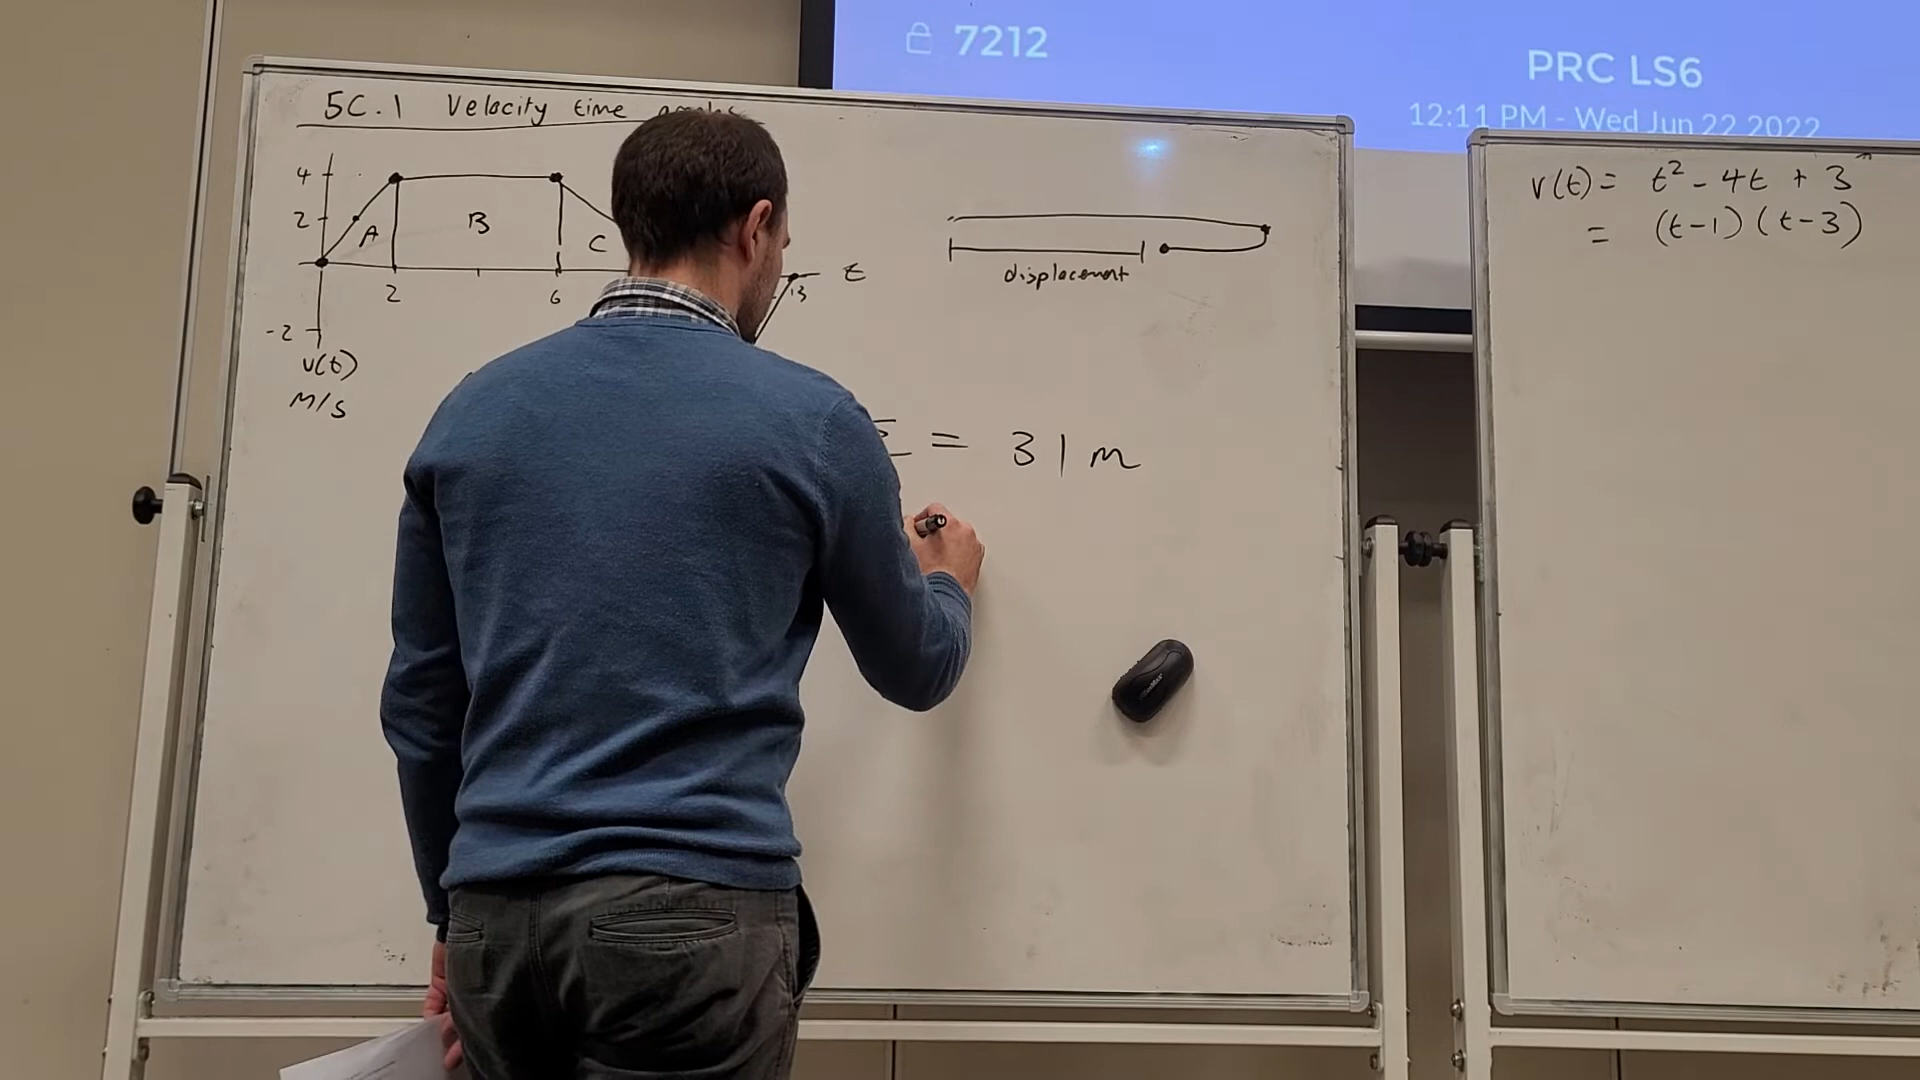 7212
PRC LS6
12:11 PM - Wed Jun 22 2022
5C.1 Velocity time
4
2
-2
A
B
C
2
6
13
t
v(t)
m/s
displacement
= 31m
v(t) = t² - 4t + 3
= (t-1)(t-3)